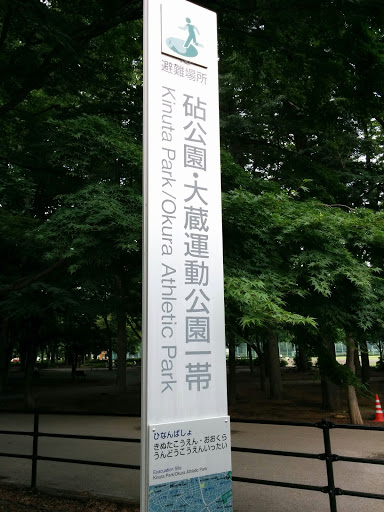 避難場所
砧公園・大蔵運動公園一帯
Kinuta Park/Okura Athletic Park
ひなんばしょ
きぬたこうえん・おおくら
うんどうこうえんいったい
Evacuation Site
Kinuta Park/Okura Athletic Park